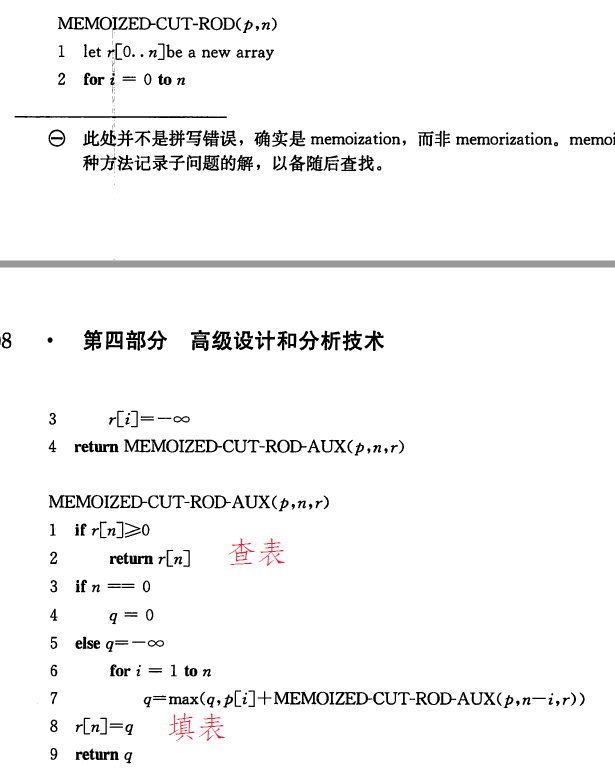 MEMOIZED-CUT-ROD(p,n)
1 let r[0..n]be a new array
2 for i = 0 to n
㊀ 此处并不是拼写错误，确实是 memoization，而非 memorization。
种方法记录子问题的解，以备随后查找。
8 · 第四部分 高级设计和分析技术
3 r[i]=-∞
4 return MEMOIZED-CUT-ROD-AUX(p,n,r)
MEMOIZED-CUT-ROD-AUX(p,n,r)
1 if r[n]≥0
2 return r[n] 查表
3 if n == 0
4 q = 0
5 else q=-∞
6 for i = 1 to n
7 q=max(q,p[i]+MEMOIZED-CUT-ROD-AUX(p,n-i,r))
8 r[n]=q 填表
9 return q